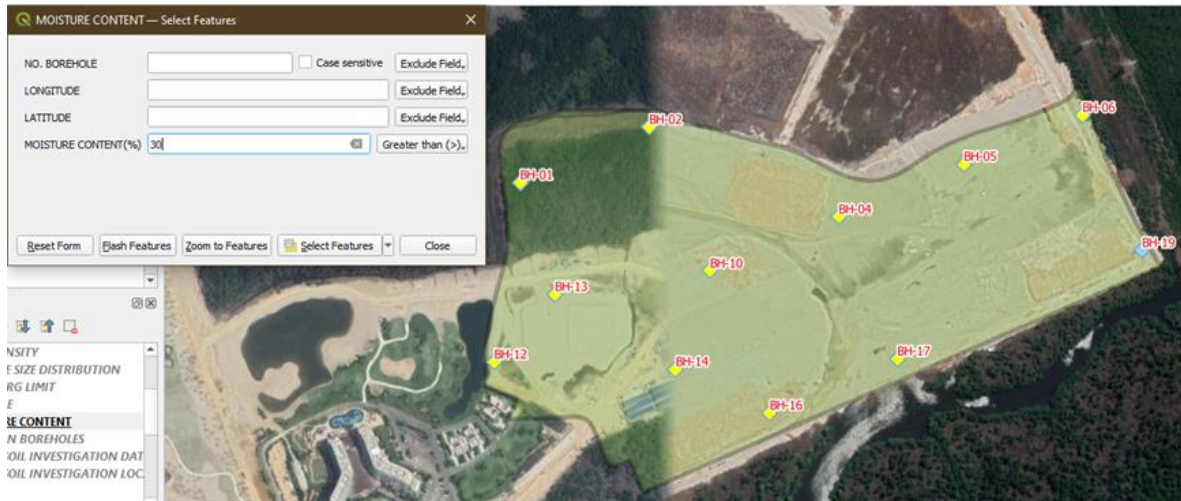 MOISTURE CONTENT — Select Features
NO. BOREHOLE
Case sensitive
Exclude Field
LONGITUDE
Exclude Field
LATITUDE
Exclude Field
MOISTURE CONTENT(%)
30
Greater than (>)
Reset Form
Flash Features
Zoom to Features
Select Features
Close
BH-06
BH-02
BH-05
BH-01
BH-04
BH-19
BH-10
BH-13
BH-12
BH-17
BH-14
BH-16
NSITY
E SIZE DISTRIBUTION
RG LIMIT
E
RE CONTENT
N BOREHOLES
OIL INVESTIGATION DAT
OIL INVESTIGATION LOC